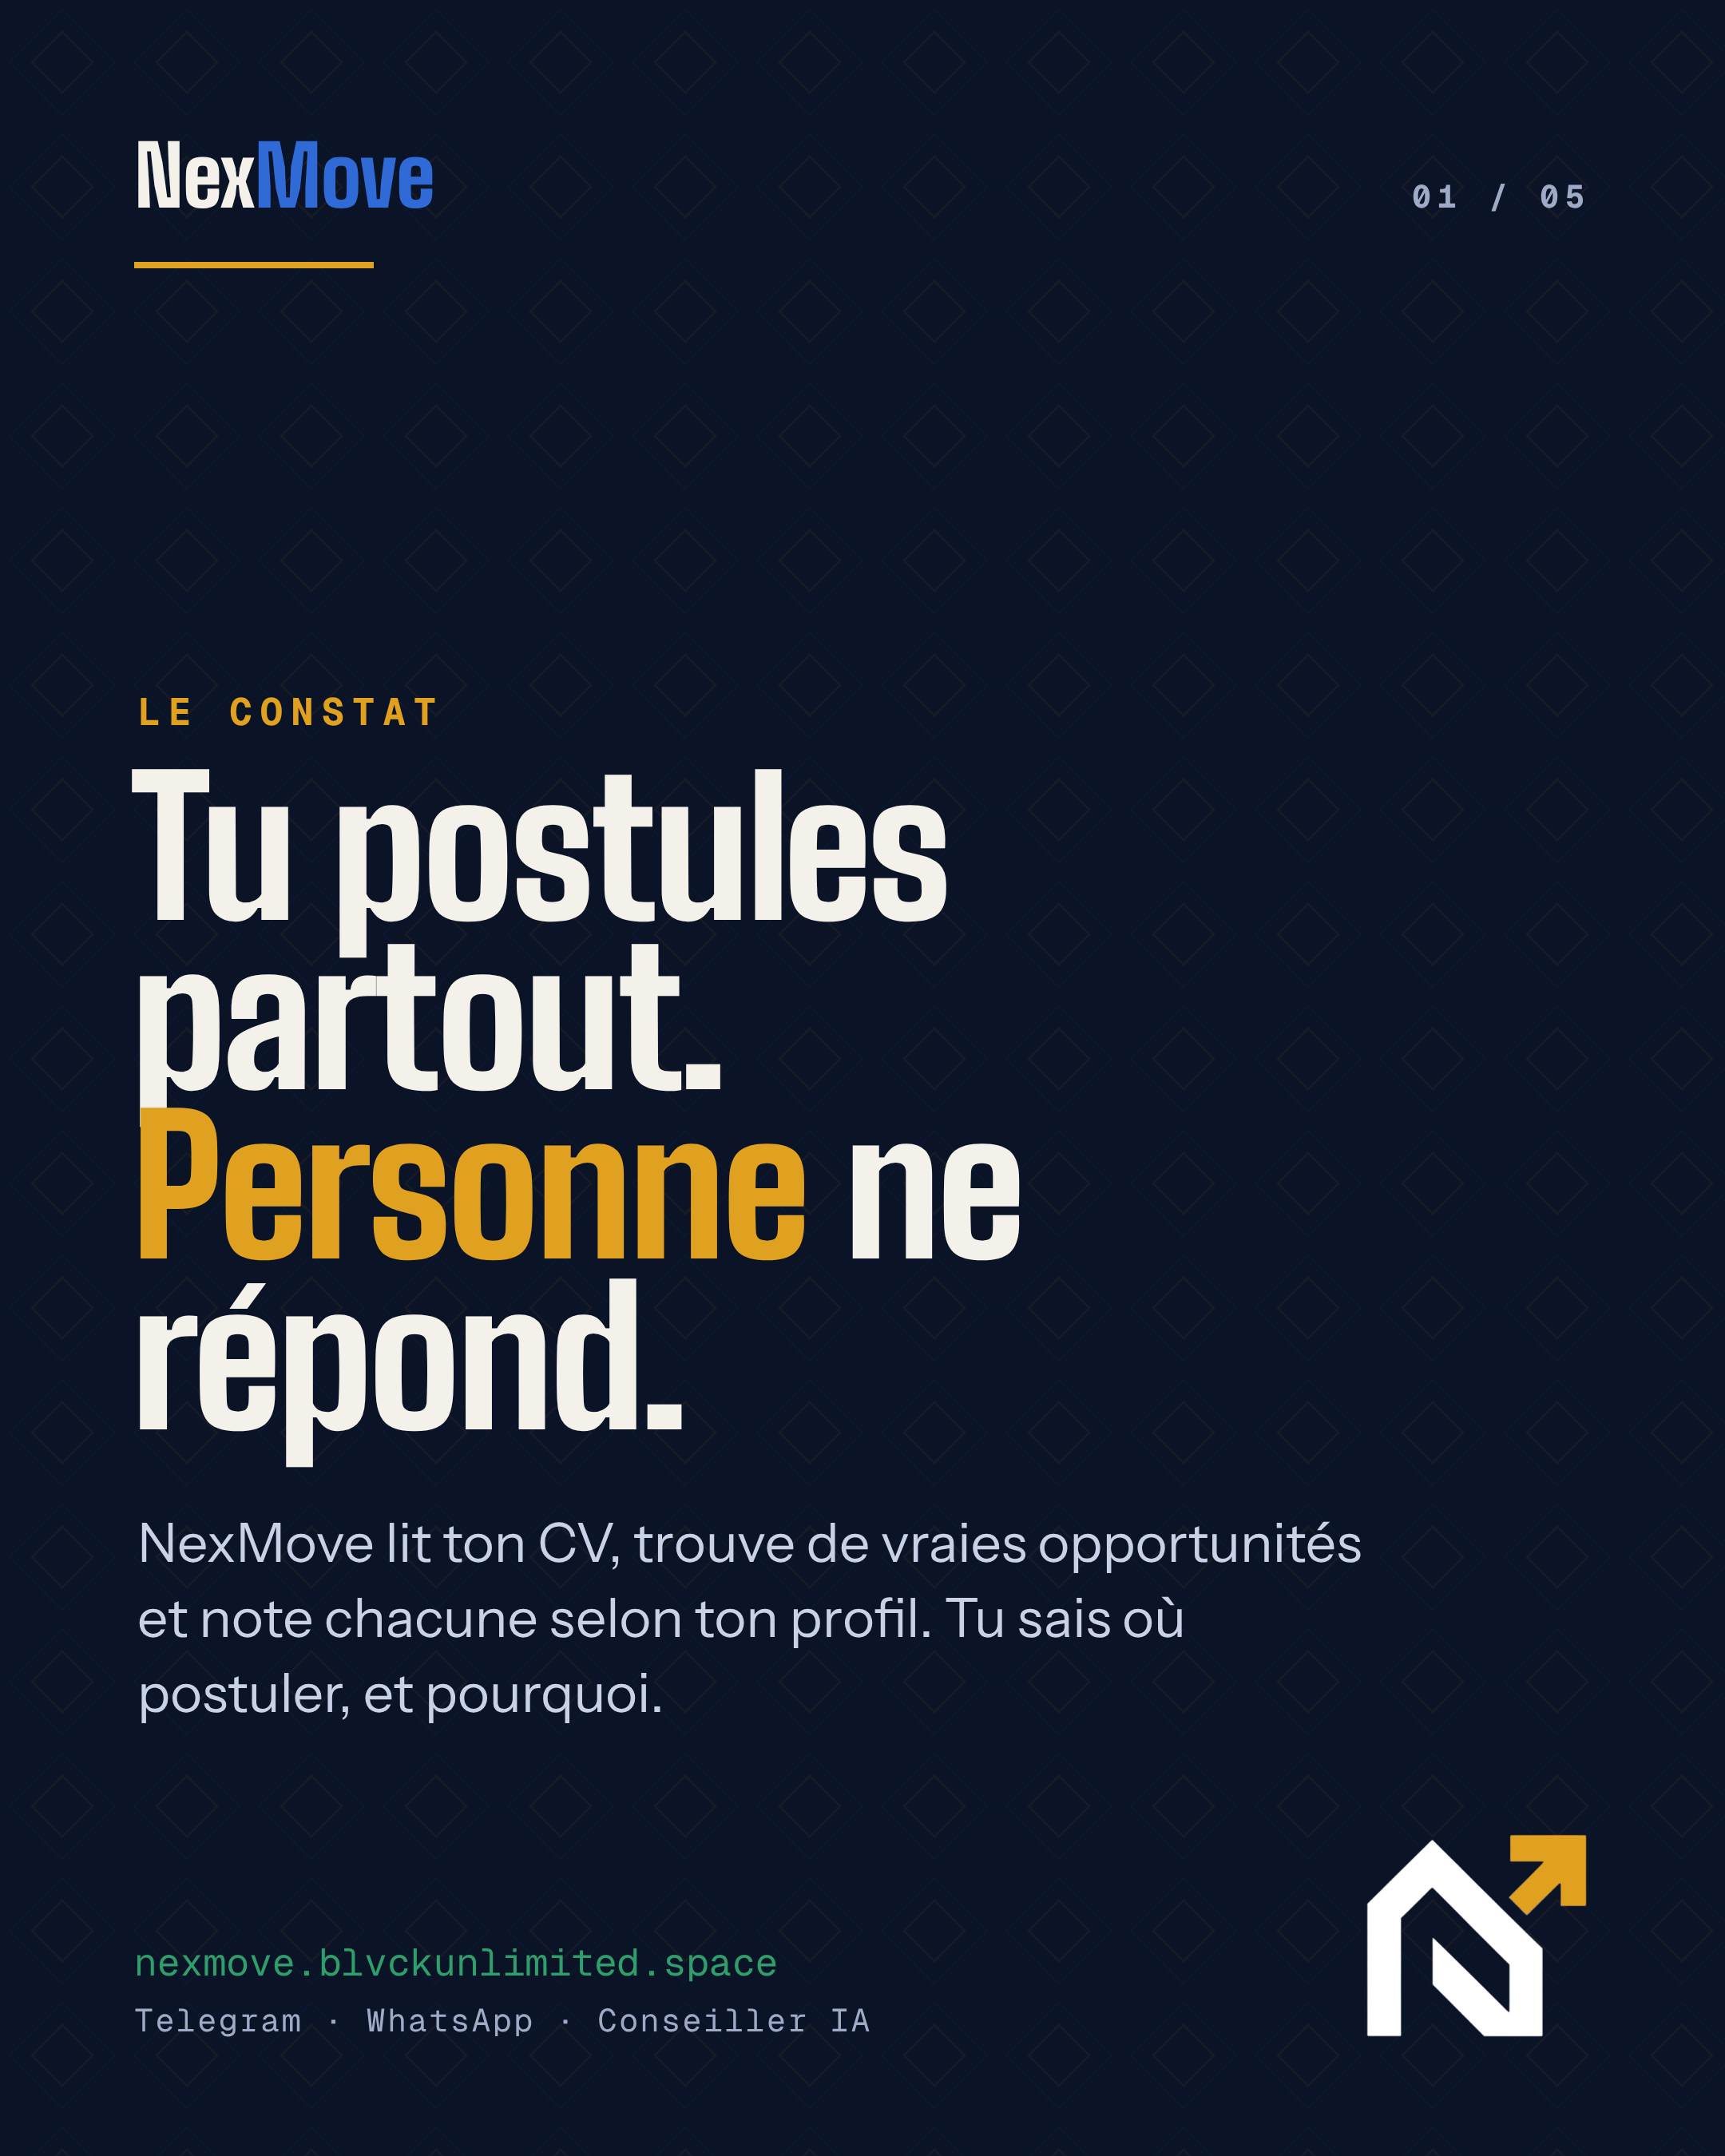 NexMove
01 / 05
LE CONSTAT
Tu postules
partout.
Personne ne
répond.
NexMove lit ton CV, trouve de vraies opportunités
et note chacune selon ton profil. Tu sais où
postuler, et pourquoi.
nexmove.blvckunlimited.space
Telegram · WhatsApp · Conseiller IA